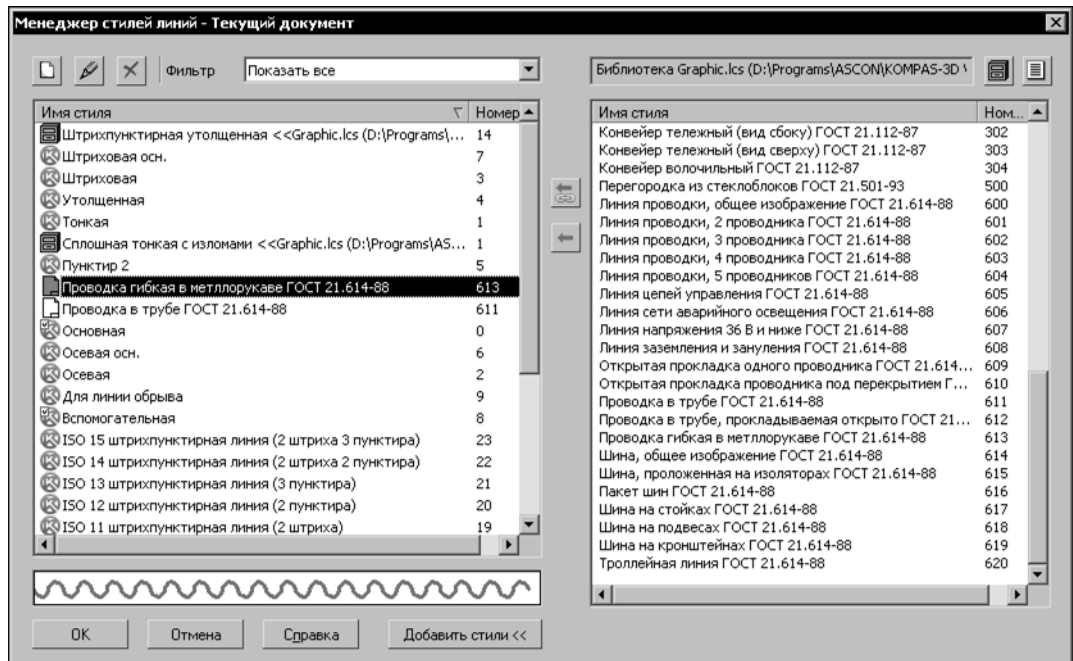 Менеджер стилей линий - Текущий документ
Фильтр
Показать все
Имя стиля
Номер
Штрихпунктирная утолщенная <<Graphic.lcs (D:\Programs\... 14
Штриховая осн. 7
Штриховая 3
Утолщенная 4
Тонкая 1
Сплошная тонкая с изломами <<Graphic.lcs (D:\Programs\AS... 1
Пунктир 2 5
Проводка гибкая в метллорукаве ГОСТ 21.614-88 613
Проводка в трубе ГОСТ 21.614-88 611
Основная 0
Осевая осн. 6
Осевая 2
Для линии обрыва 9
Вспомогательная 8
ISO 15 штрихпунктирная линия (2 штриха 3 пунктира) 23
ISO 14 штрихпунктирная линия (2 штриха 2 пунктира) 22
ISO 13 штрихпунктирная линия (3 пунктира) 21
ISO 12 штрихпунктирная линия (2 пунктира) 20
ISO 11 штрихпунктирная линия (2 штриха) 19
OK
Отмена
Справка
Добавить стили <<
Библиотека Graphic.lcs (D:\Programs\ASCON\KOMPAS-3D \
Имя стиля
Ном...
Конвейер тележный (вид сбоку) ГОСТ 21.112-87 302
Конвейер тележный (вид сверху) ГОСТ 21.112-87 303
Конвейер волочильный ГОСТ 21.112-87 304
Перегородка из стеклоблоков ГОСТ 21.501-93 500
Линия проводки, общее изображение ГОСТ 21.614-88 600
Линия проводки, 2 проводника ГОСТ 21.614-88 601
Линия проводки, 3 проводника ГОСТ 21.614-88 602
Линия проводки, 4 проводника ГОСТ 21.614-88 603
Линия проводки, 5 проводников ГОСТ 21.614-88 604
Линия цепей управления ГОСТ 21.614-88 605
Линия сети аварийного освещения ГОСТ 21.614-88 606
Линия напряжения 36 В и ниже ГОСТ 21.614-88 607
Линия заземления и зануления ГОСТ 21.614-88 608
Открытая прокладка одного проводника ГОСТ 21.614... 609
Открытая прокладка проводника под перекрытием Г... 610
Проводка в трубе ГОСТ 21.614-88 611
Проводка в трубе, прокладываемая открыто ГОСТ 21... 612
Проводка гибкая в метллорукаве ГОСТ 21.614-88 613
Шина, общее изображение ГОСТ 21.614-88 614
Шина, проложенная на изоляторах ГОСТ 21.614-88 615
Пакет шин ГОСТ 21.614-88 616
Шина на стойках ГОСТ 21.614-88 617
Шина на подвесах ГОСТ 21.614-88 618
Шина на кронштейнах ГОСТ 21.614-88 619
Троллейная линия ГОСТ 21.614-88 620